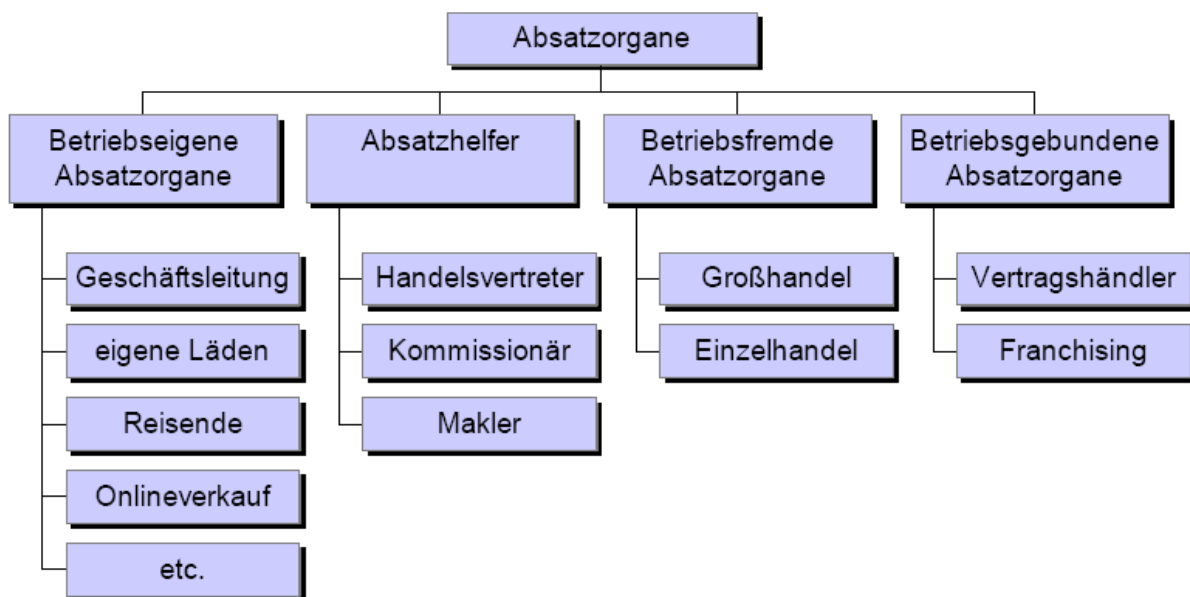 Absatzorgane
Betriebseigene
Absatzorgane
Absatzhelfer
Betriebsfremde
Absatzorgane
Betriebsgebundene
Absatzorgane
Geschäftsleitung
eigene Läden
Reisende
Onlineverkauf
etc.
Handelsvertreter
Kommissionär
Makler
Großhandel
Einzelhandel
Vertragshändler
Franchising